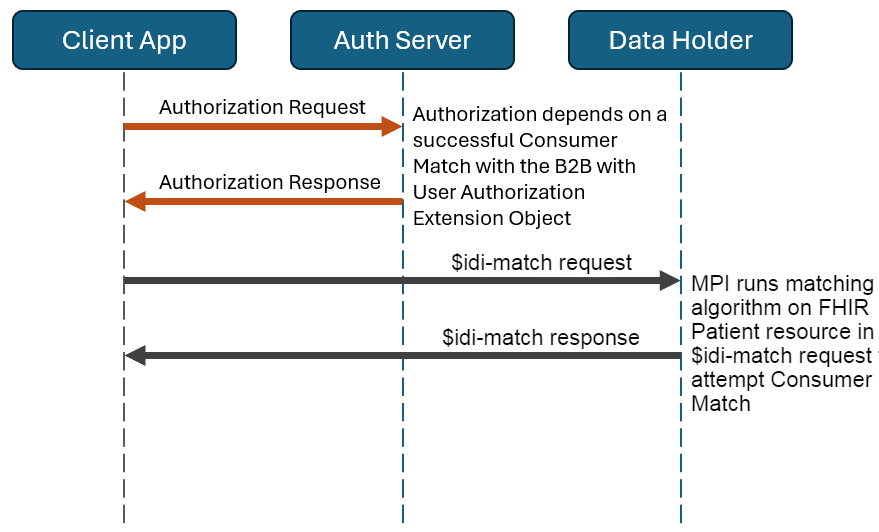 Client App
Auth Server
Data Holder
Authorization Request
Authorization depends on a
successful Consumer
Match with the B2B with
User Authorization
Extension Object
Authorization Response
$idi-match request
MPI runs matching
algorithm on FHIR
Patient resource in
$idi-match request
attempt Consumer
Match
$idi-match response